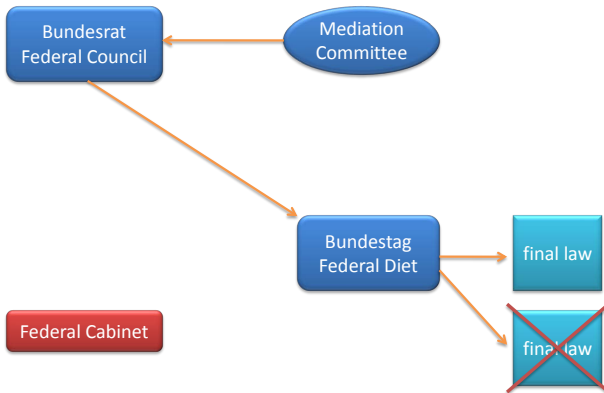 Bundesrat
Federal Council
Mediation
Committee
Bundestag
Federal Diet
final law
Federal Cabinet
final law